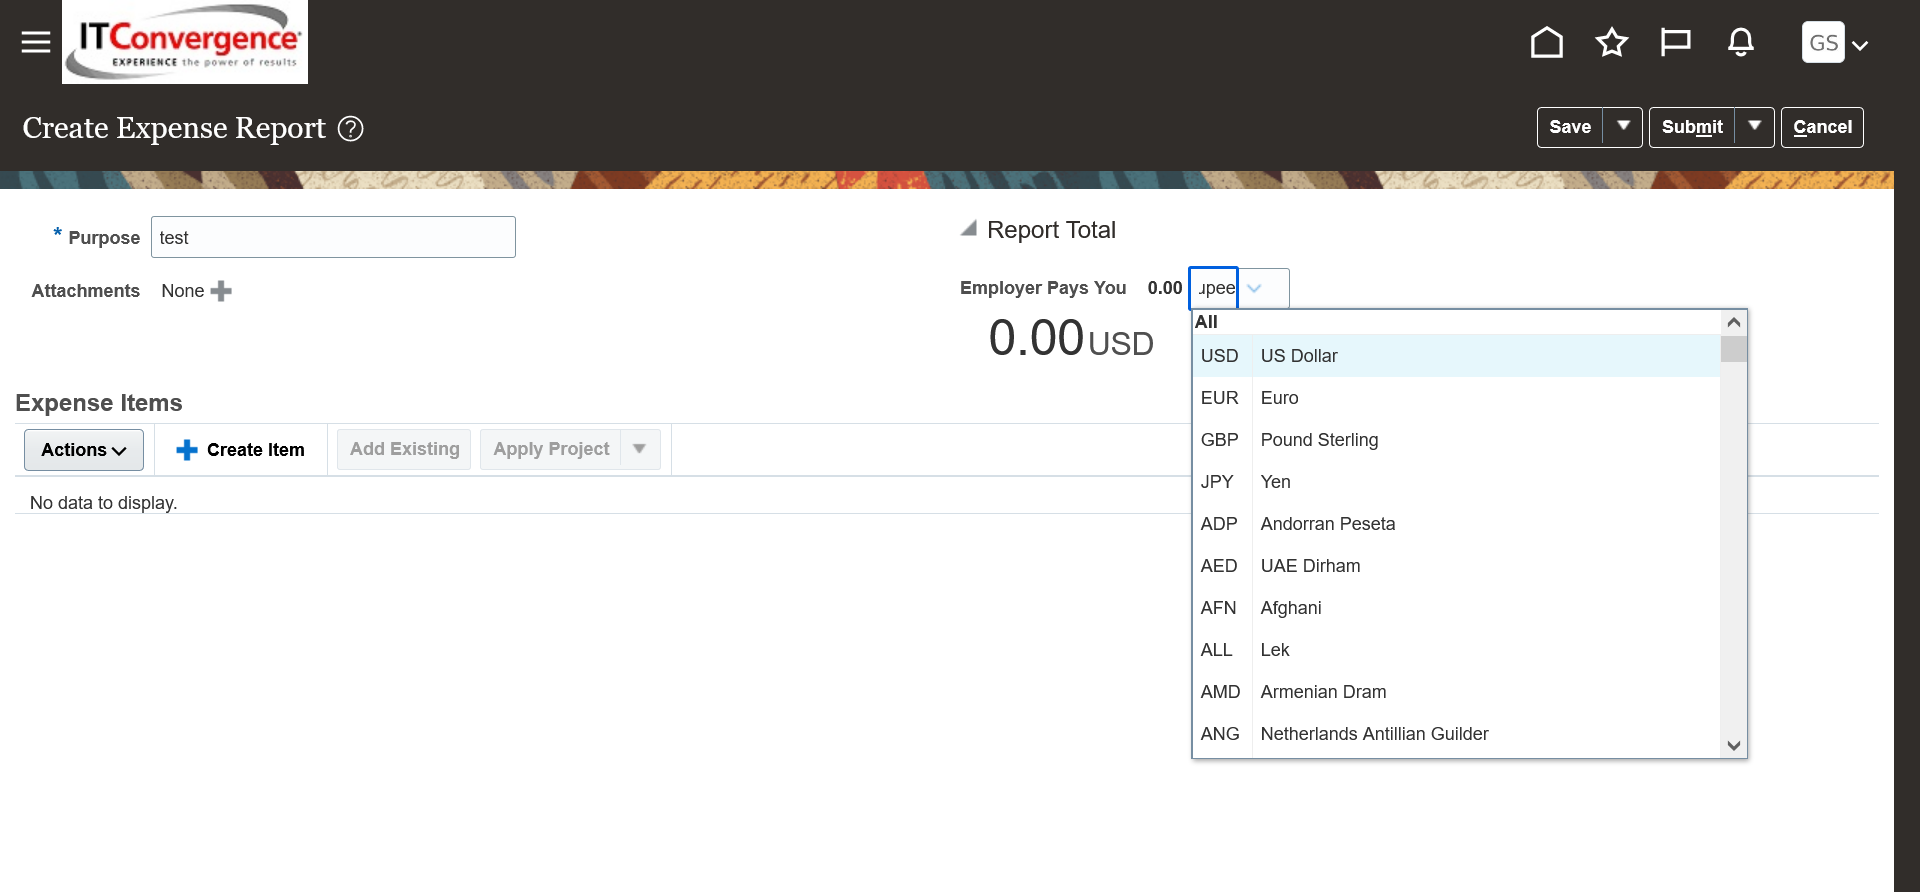 ITConvergence
EXPERIENCE the power of results
GS
Create Expense Report ?
Save
Submit
Cancel
* Purpose test
Attachments None
Report Total
Employer Pays You 0.00 upee
0.00 USD
All
USD US Dollar
EUR Euro
GBP Pound Sterling
JPY Yen
ADP Andorran Peseta
AED UAE Dirham
AFN Afghani
ALL Lek
AMD Armenian Dram
ANG Netherlands Antillian Guilder
Expense Items
Actions
Create Item
Add Existing
Apply Project
No data to display.